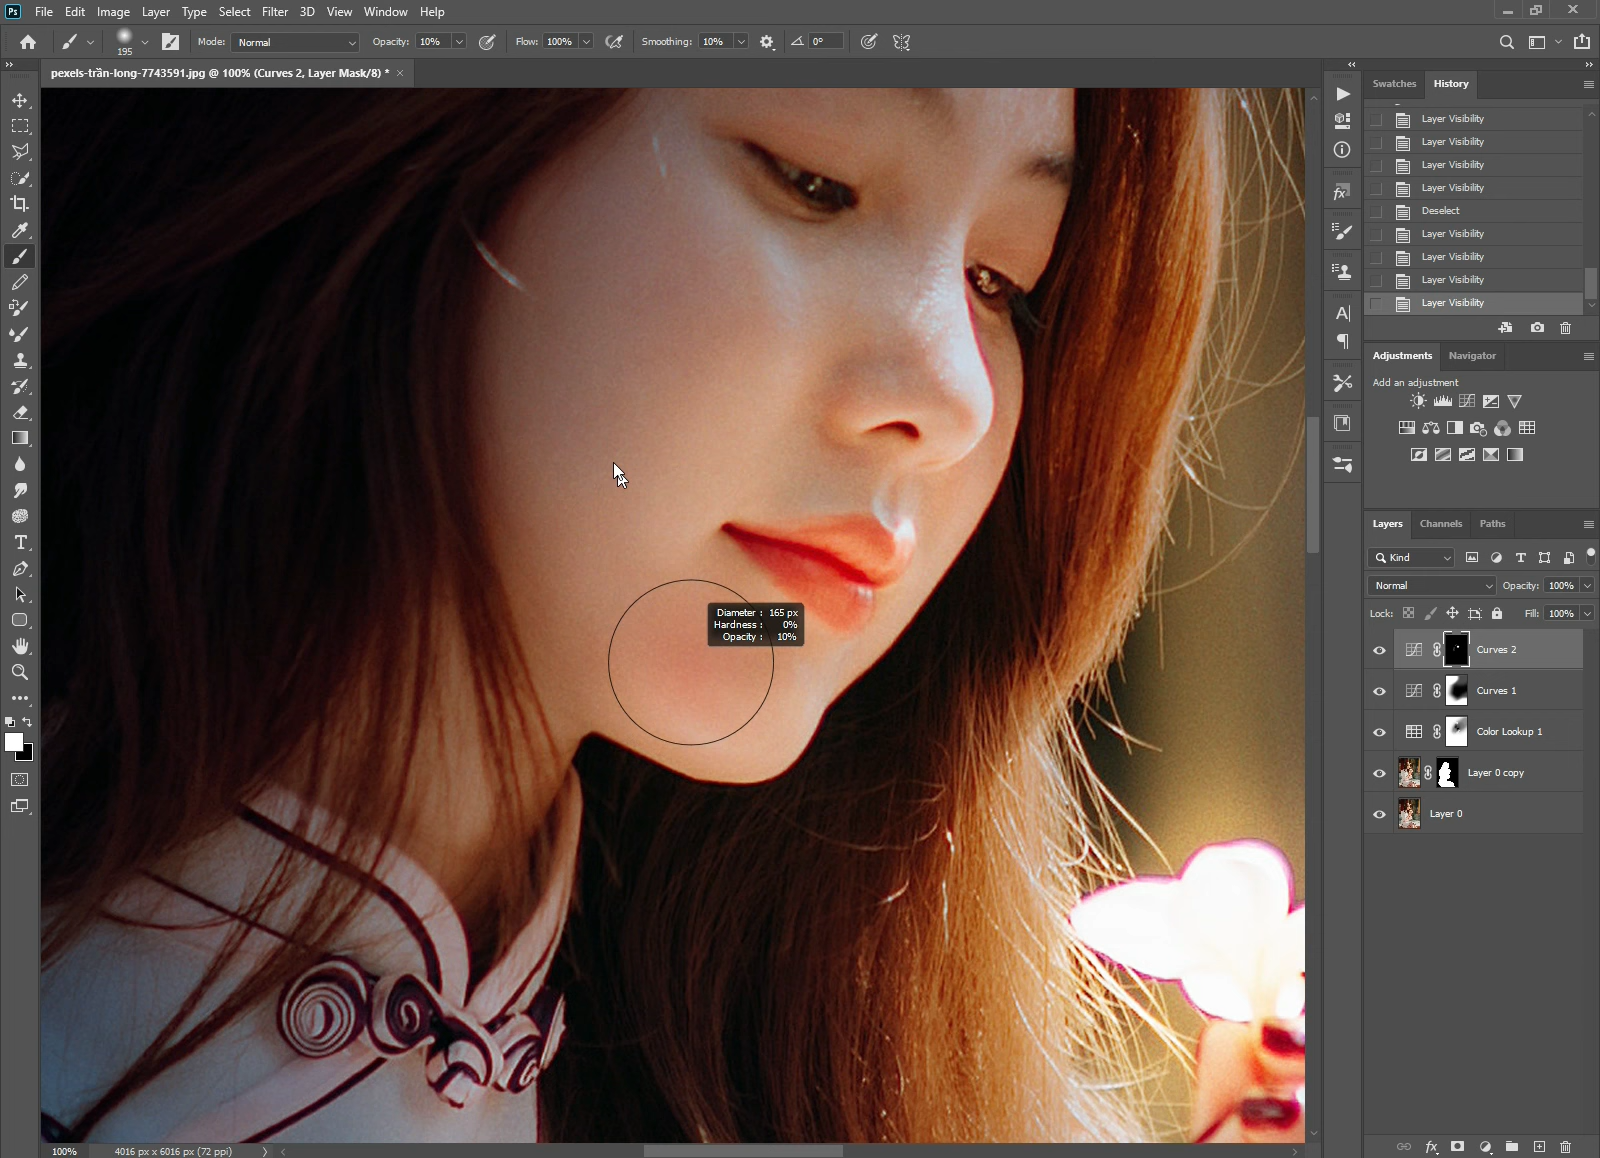 Ps File Edit Image Layer Type Select Filter 3D View Window Help
195 Mode: Normal Opacity: 10% Flow: 100% Smoothing: 10% 0°
pexels-trần-long-7743591.jpg @ 100% (Curves 2, Layer Mask/8) *
Swatches History
Layer Visibility
Layer Visibility
Layer Visibility
Layer Visibility
Deselect
Layer Visibility
Layer Visibility
Layer Visibility
Layer Visibility
Adjustments Navigator
Add an adjustment
Layers Channels Paths
Kind
Normal Opacity: 100%
Lock: Fill: 100%
Curves 2
Curves 1
Color Lookup 1
Layer 0 copy
Layer 0
Diameter : 165 px
Hardness : 0%
Opacity : 10%
100% 4016 px x 6016 px (72 ppi)